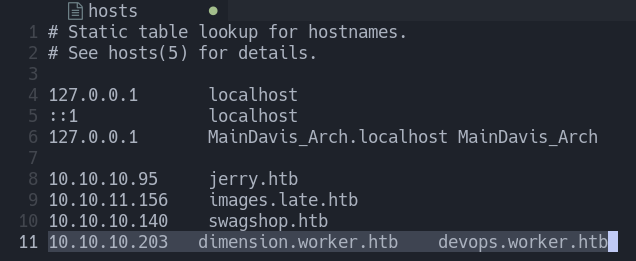 hosts
1 # Static table lookup for hostnames.
2 # See hosts(5) for details.
3
4 127.0.0.1       localhost
5 ::1             localhost
6 127.0.0.1       MainDavis_Arch.localhost MainDavis_Arch
7
8 10.10.10.95     jerry.htb
9 10.10.11.156    images.late.htb
10 10.10.10.140    swagshop.htb
11 10.10.10.203   dimension.worker.htb    devops.worker.htb